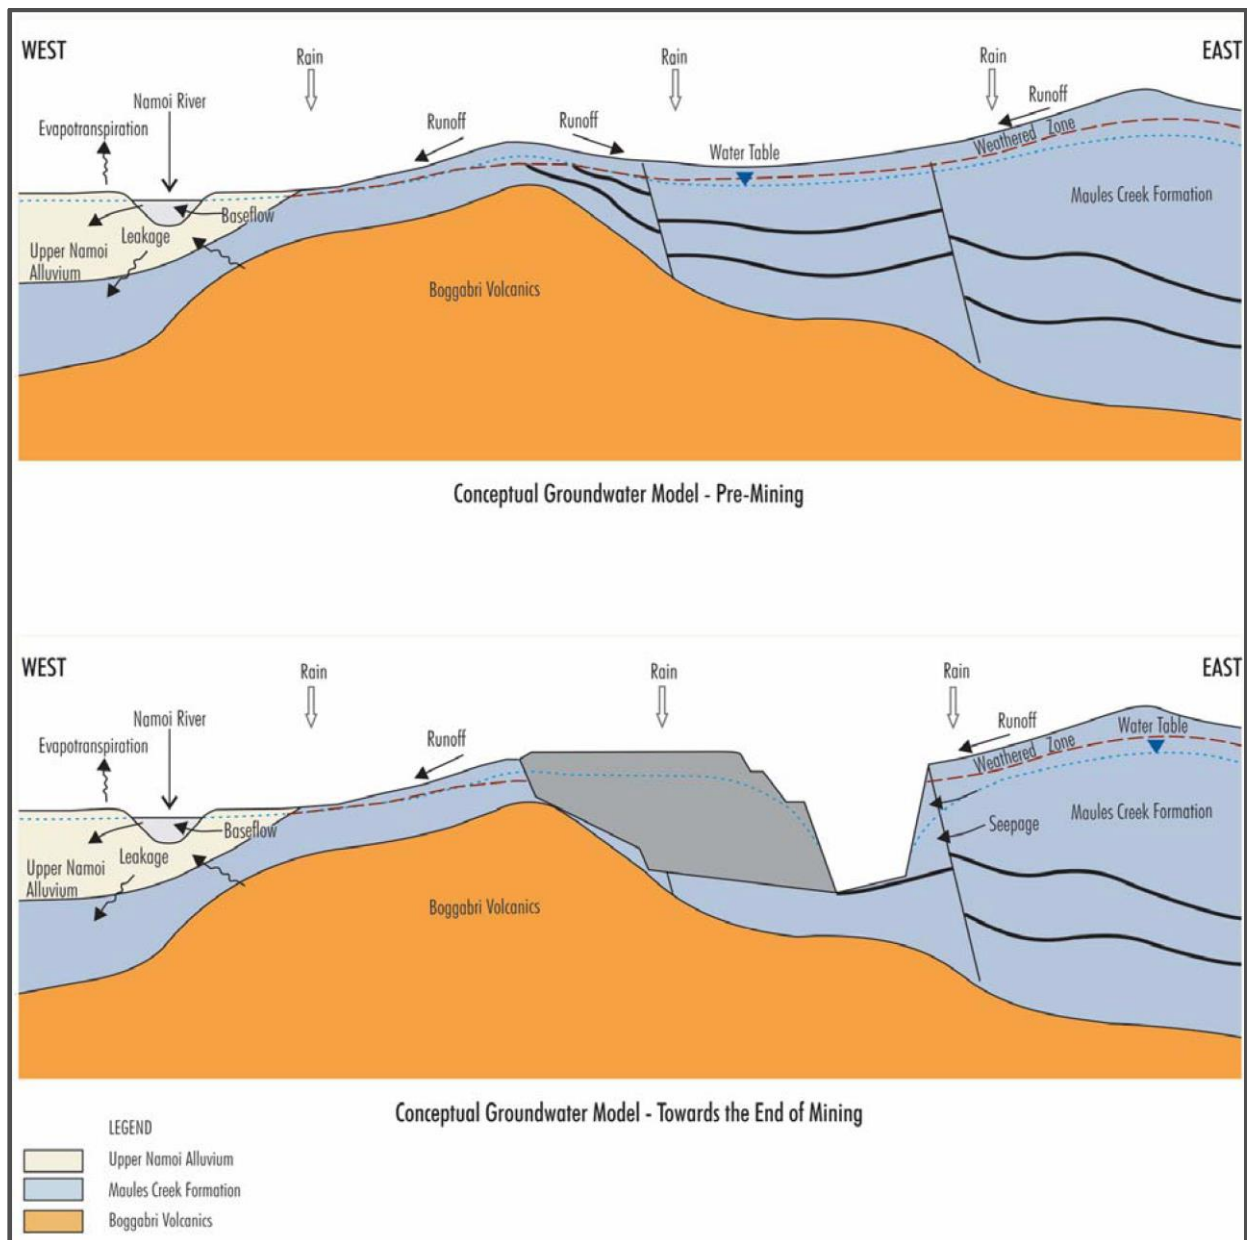 WEST
EAST
Rain
Rain
Rain
Namoi River
Evapotranspiration
Runoff
Runoff
Runoff
Weathered Zone
Water Table
Maules Creek Formation
Baseflow
Leakage
Upper Namoi
Alluvium
Boggabri Volcanics
Conceptual Groundwater Model - Pre-Mining
WEST
EAST
Rain
Rain
Rain
Namoi River
Evapotranspiration
Runoff
Runoff
Water Table
Weathered Zone
Maules Creek Formation
Seepage
Baseflow
Leakage
Upper Namoi
Alluvium
Boggabri Volcanics
Conceptual Groundwater Model - Towards the End of Mining
LEGEND
Upper Namoi Alluvium
Maules Creek Formation
Boggabri Volcanics